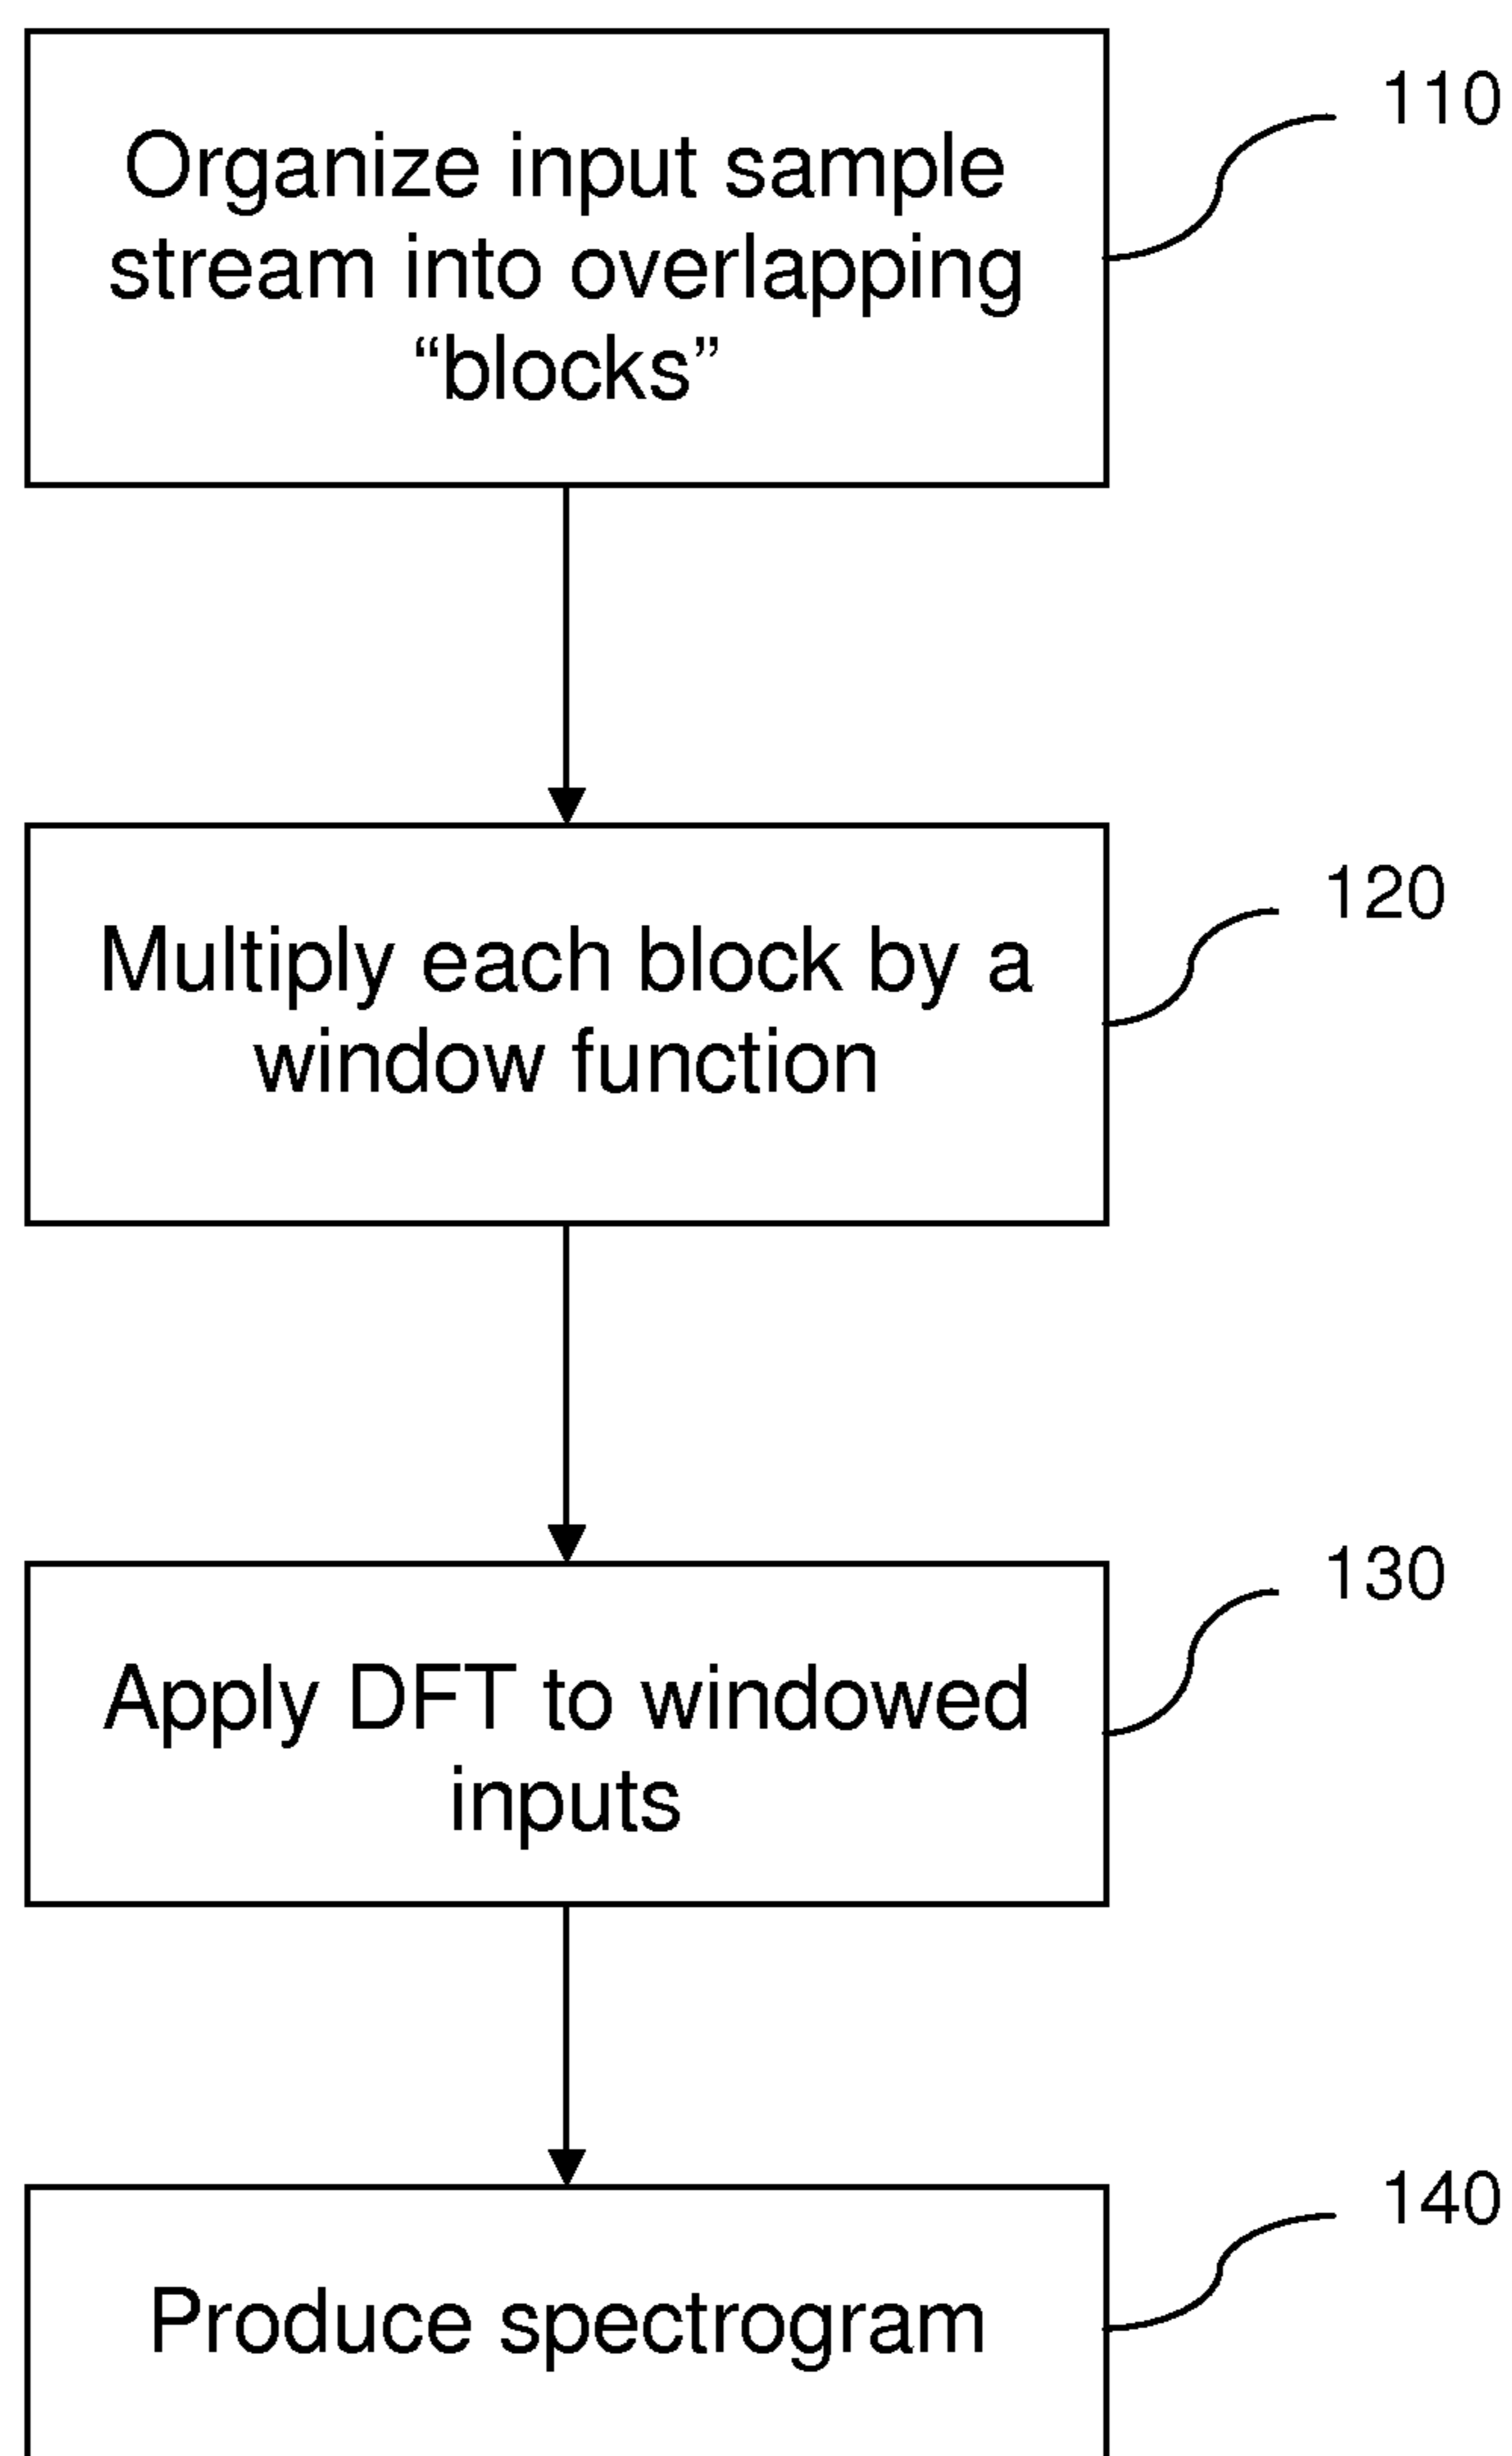 110
Organize input sample
stream into overlapping
“blocks”
120
Multiply each block by a
window function
130
Apply DFT to windowed
inputs
140
Produce spectrogram